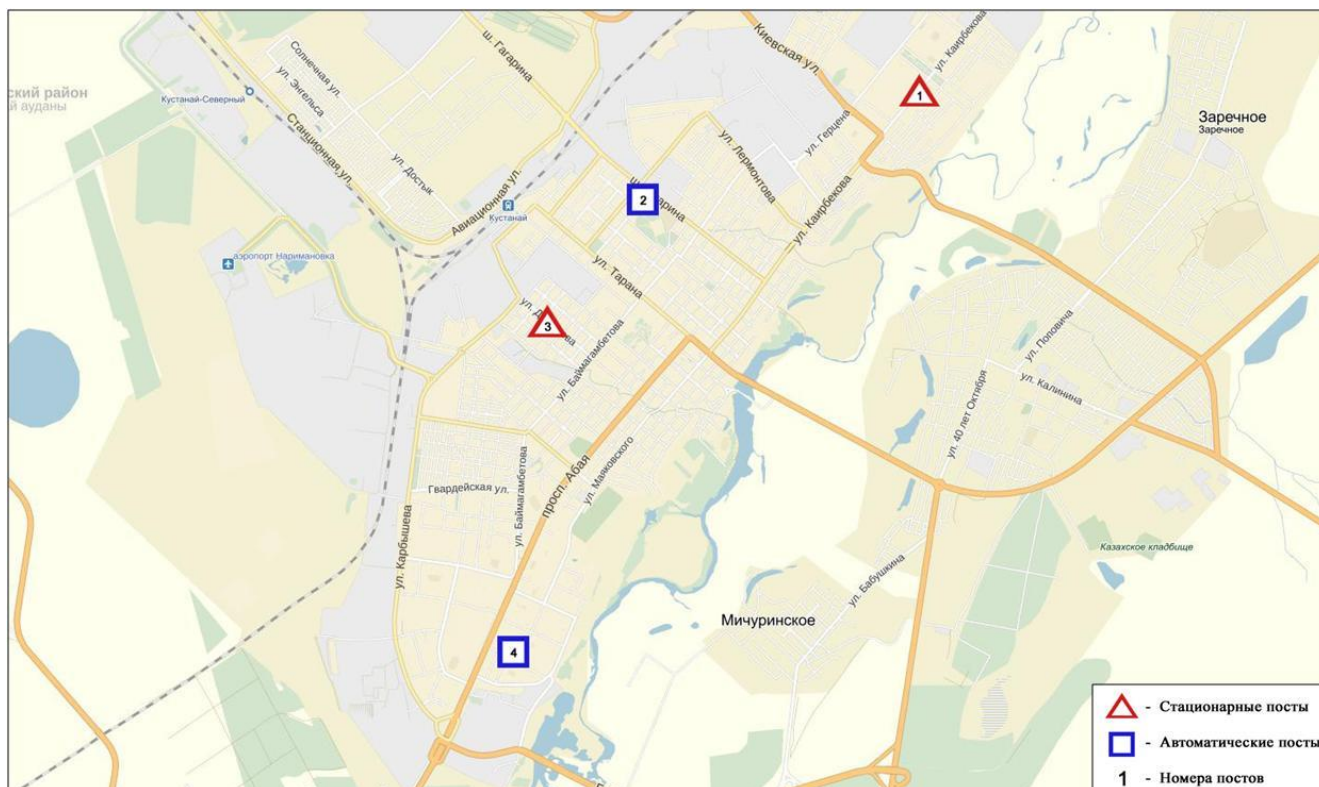 ский район
й ауданы
Кустанай-Северный
Солнечная ул.
ул. Энгельса
Станционная ул.
ул. Достык
Авиационная ул.
ш. Гагарина
Киевская ул.
ул. Каирбекова
1
ул. Герцена
ул. Лермонтова
Заречное
Заречное
2
Кустанай
аэропорт Наримановка
ул. Каирбекова
ул. Тарана
3
ул. Баймагамбетова
ул. Поповича
ул. Калинина
ул. 40 лет Октября
просп. Абая
ул. Маяковского
Гвардейская ул.
ул. Баймагамбетова
ул. Карбышева
Казахское кладбище
ул. Бабушкина
Мичуринское
4
- Стационарные посты
- Автоматические посты
1 - Номера постов